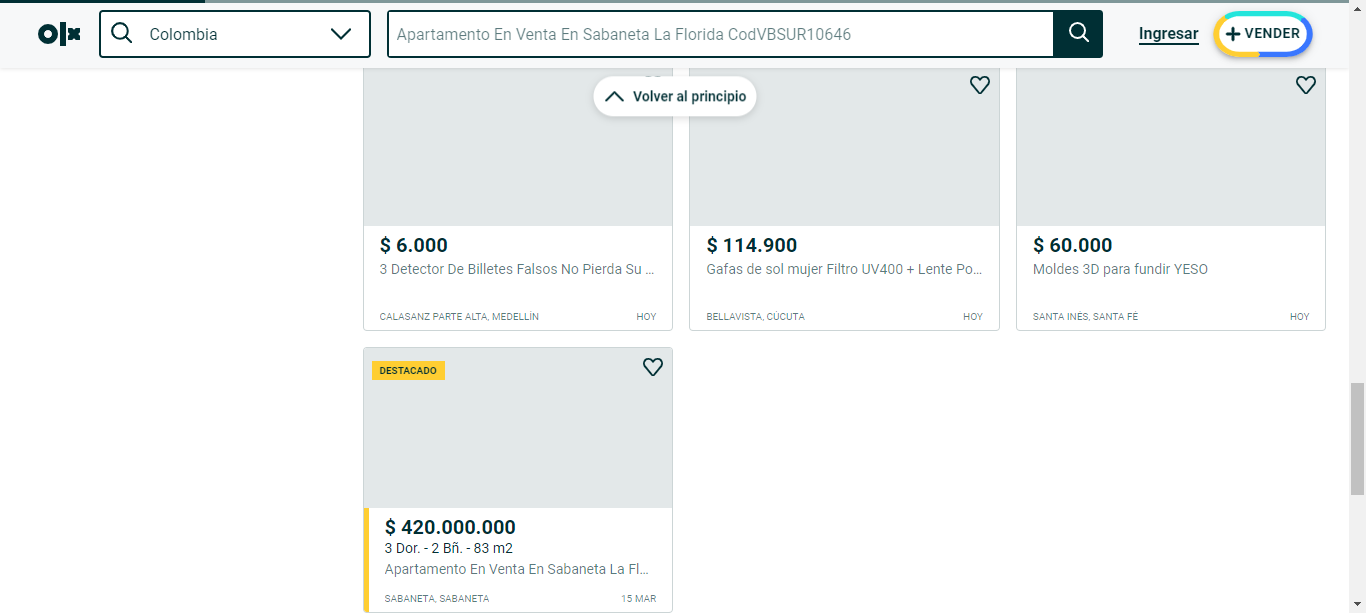 olx
Colombia
Apartamento En Venta En Sabaneta La Florida CodVBSUR10646
Ingresar
VENDER
Volver al principio
$ 6.000
3 Detector De Billetes Falsos No Pierda Su ...
CALASANZ PARTE ALTA, MEDELLÍN
HOY
$ 114.900
Gafas de sol mujer Filtro UV400 + Lente Po...
BELLAVISTA, CÚCUTA
HOY
$ 60.000
Moldes 3D para fundir YESO
SANTA INÉS, SANTA FÉ
HOY
DESTACADO
$ 420.000.000
3 Dor. - 2 Bñ. - 83 m2
Apartamento En Venta En Sabaneta La Fl...
SABANETA, SABANETA
15 MAR